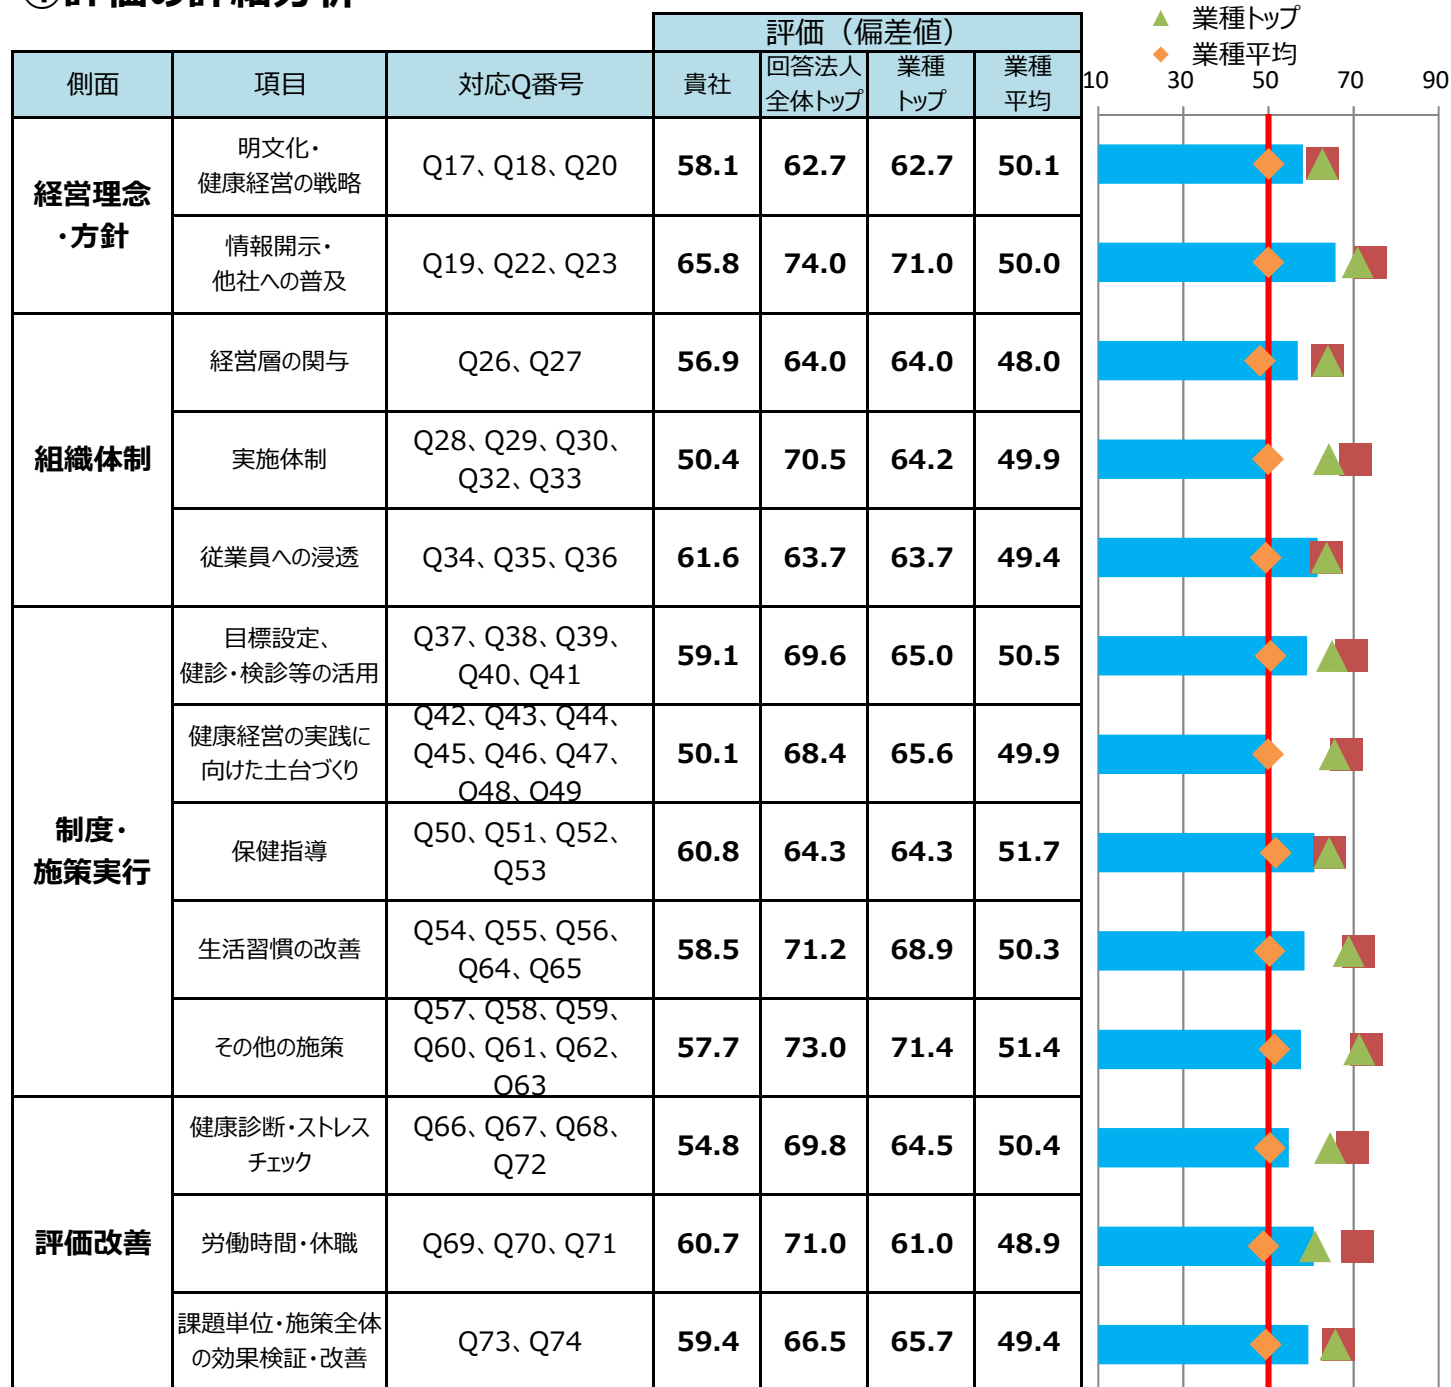 ①評価の詳細分析
▲ 業種トップ
◆ 業種平均
評価（偏差値）
側面 項目 対応Q番号 貴社 回答法人 業種 業種
全体トップ トップ 平均
10 30 50 70 90
経営理念
・方針
明文化・
健康経営の戦略
Q17、Q18、Q20 58.1 62.7 62.7 50.1
情報開示・
他社への普及
Q19、Q22、Q23 65.8 74.0 71.0 50.0
組織体制
経営層の関与 Q26、Q27 56.9 64.0 64.0 48.0
実施体制
Q28、Q29、Q30、
Q32、Q33
50.4 70.5 64.2 49.9
従業員への浸透 Q34、Q35、Q36 61.6 63.7 63.7 49.4
制度・
施策実行
目標設定、
健診・検診等の活用
Q37、Q38、Q39、
Q40、Q41
59.1 69.6 65.0 50.5
健康経営の実践に
向けた土台づくり
Q42、Q43、Q44、
Q45、Q46、Q47、
Q48、Q49
50.1 68.4 65.6 49.9
保健指導
Q50、Q51、Q52、
Q53
60.8 64.3 64.3 51.7
生活習慣の改善
Q54、Q55、Q56、
Q64、Q65
58.5 71.2 68.9 50.3
その他の施策
Q57、Q58、Q59、
Q60、Q61、Q62、
Q63
57.7 73.0 71.4 51.4
評価改善
健康診断・ストレス
チェック
Q66、Q67、Q68、
Q72
54.8 69.8 64.5 50.4
労働時間・休職 Q69、Q70、Q71 60.7 71.0 61.0 48.9
課題単位・施策全体
の効果検証・改善
Q73、Q74 59.4 66.5 65.7 49.4